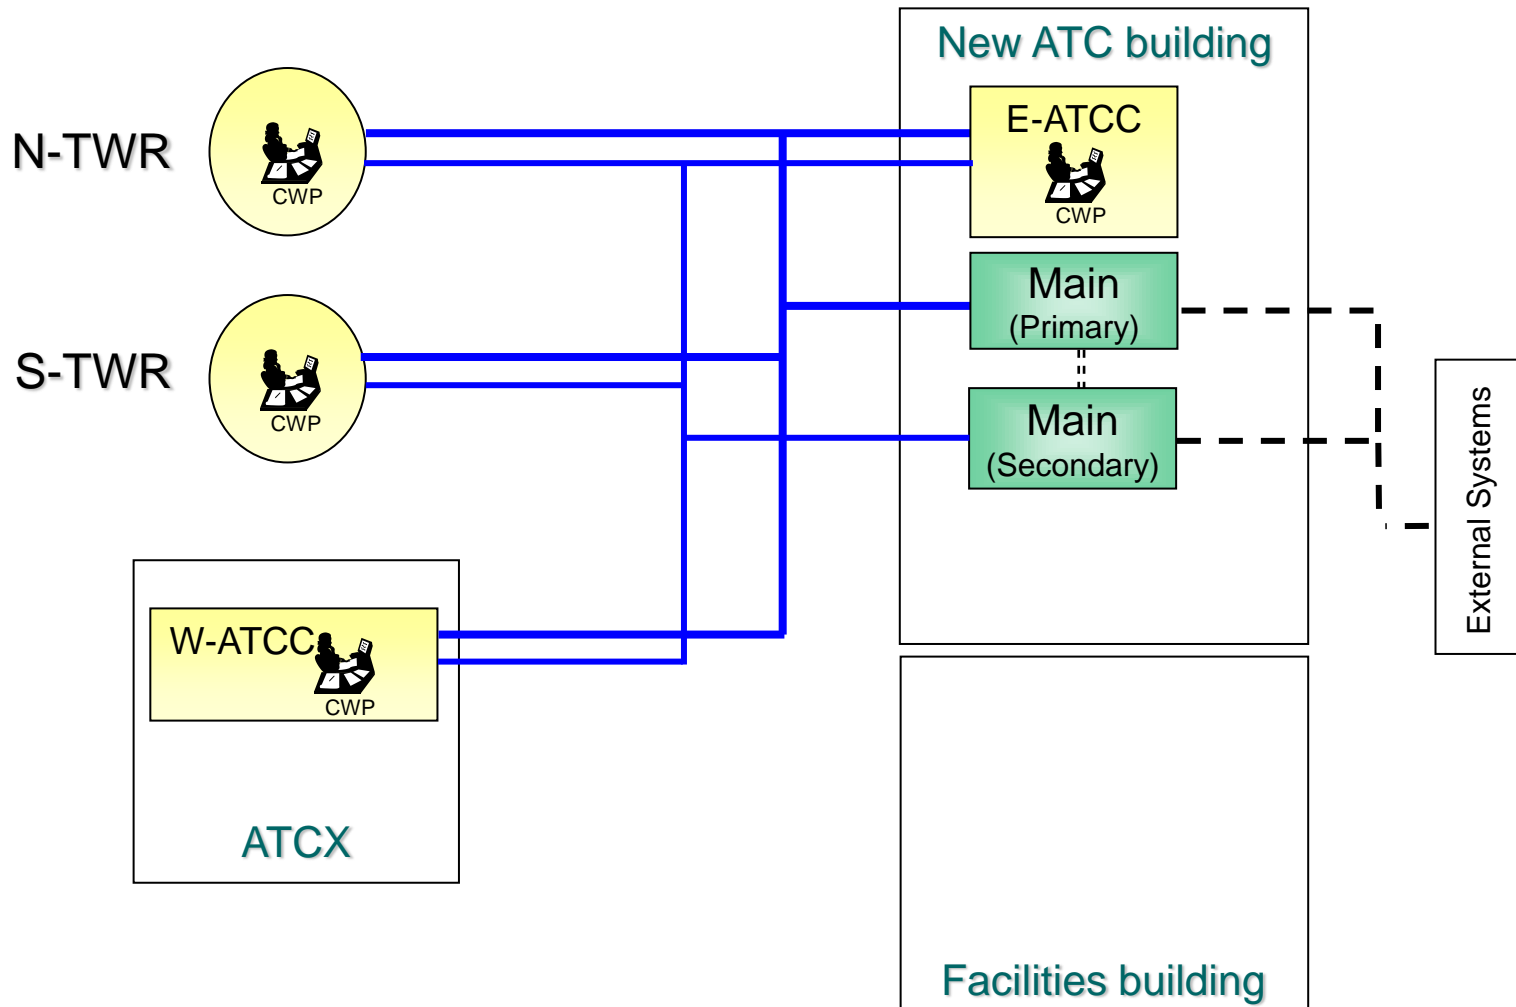 New ATC building
N-TWR
CWP
E-ATCC
CWP
Main
(Primary)
S-TWR
CWP
Main
(Secondary)
External Systems
W-ATCC
CWP
ATCX
Facilities building